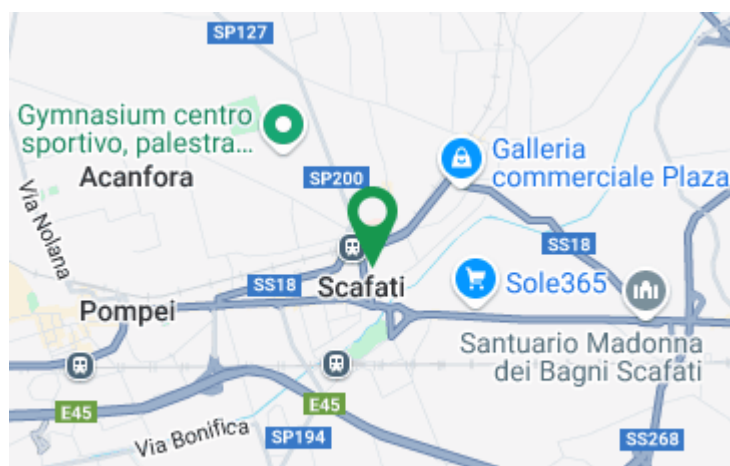 SP127
Gymnasium centro
sportivo, palestra...
Acanfora
SP200
Galleria
commerciale Plaza
Via Nolana
SS18
SS18
Scafati
Sole365
Pompei
Santuario Madonna
dei Bagni Scafati
E45
E45
Via Bonifica
SP194
SS268